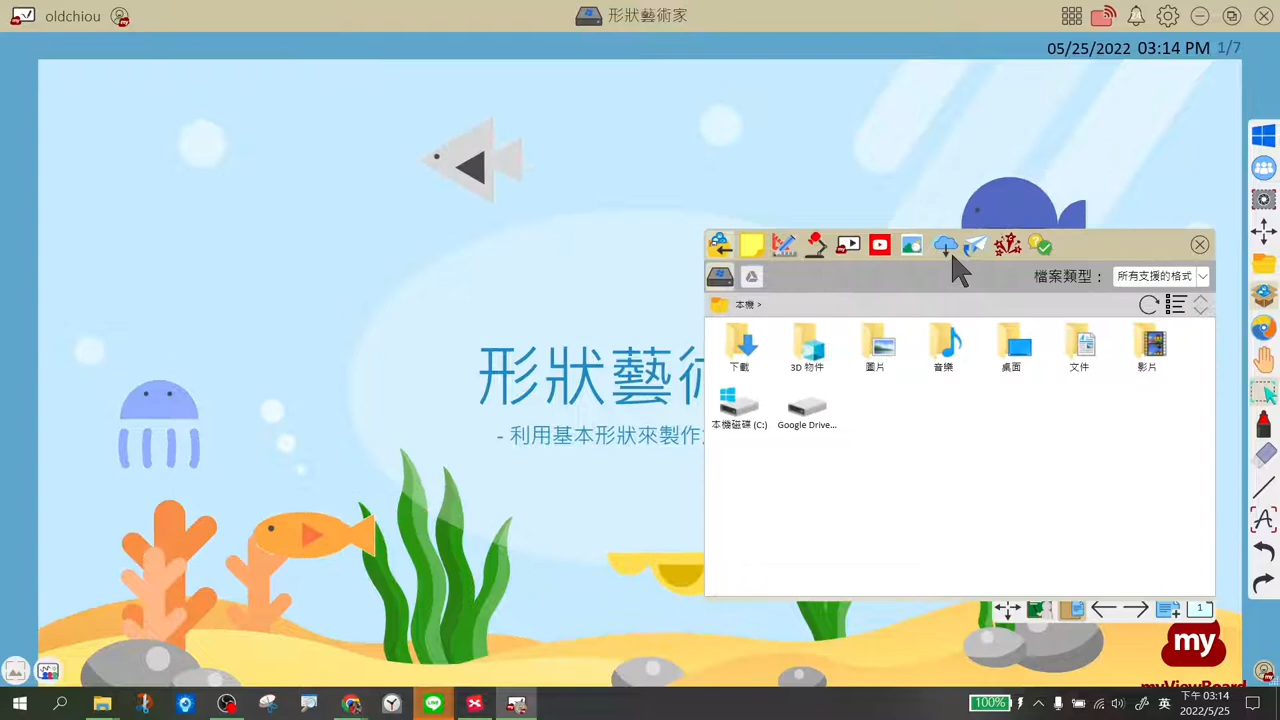 oldchiou
形狀藝術家
05/25/2022 03:14 PM 1/7
檔案類型： 所有支援的格式
本機 >
下載
3D 物件
圖片
音樂
桌面
文件
影片
本機磁碟 (C:)
Google Drive...
形狀藝
- 利用基本形狀來製作
1
my
myViewBoard
100%
LINE
英
下午 03:14
2022/5/25